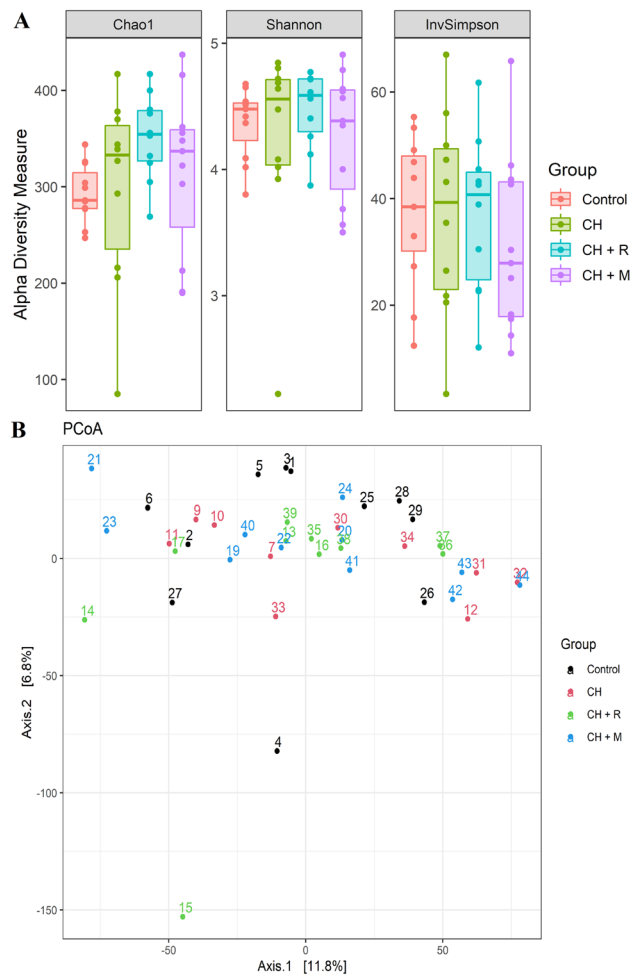 A
Chao1 Shannon InvSimpson
Alpha Diversity Measure
400
300
200
100
5
4
3
60
40
20
Group
Control
CH
CH + R
CH + M
B
PCoA
21 5 3 1 24 28
6 25
23 9 10 39 30 29
11 2 40 35 20 37
17 22 13 18 34 36
19 7 16 43 31
41 32 44
14 27 33 26 42 12
4
15
0
-50
-100
-150
Axis.2 [6.8%]
-50 0 50
Axis.1 [11.8%]
Group
Control
CH
CH + R
CH + M